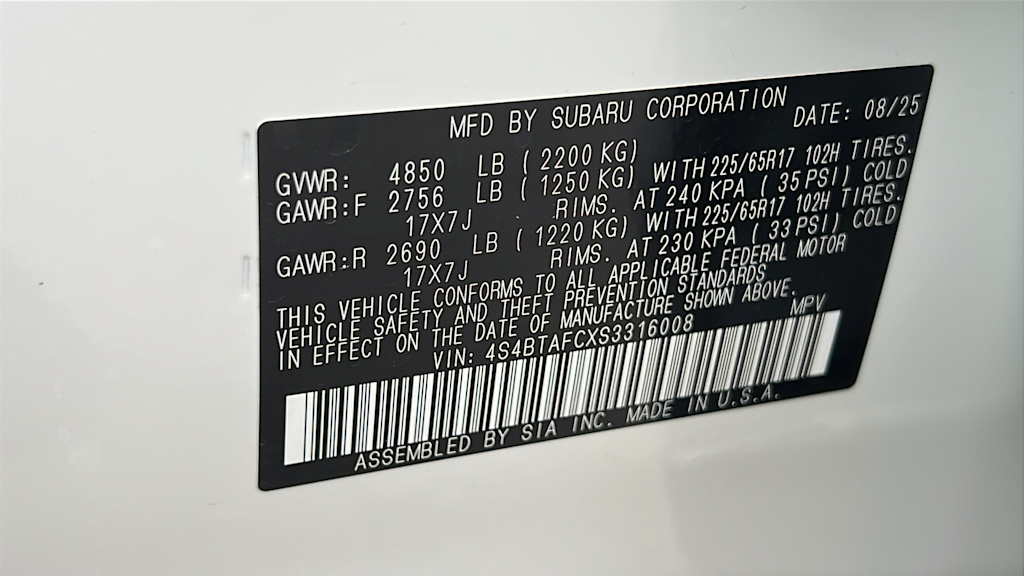 MFD BY SUBARU CORPORATION DATE: 08/25
GVWR: 4850 LB ( 2200 KG)
GAWR:F 2756 LB ( 1250 KG) WITH 225/65R17 102H TIRES.
17X7J RIMS. AT 240 KPA ( 35 PSI) COLD
GAWR:R 2690 LB ( 1220 KG) WITH 225/65R17 102H TIRES.
17X7J RIMS. AT 230 KPA ( 33 PSI) COLD
THIS VEHICLE CONFORMS TO ALL APPLICABLE FEDERAL MOTOR
VEHICLE SAFETY AND THEFT PREVENTION STANDARDS
IN EFFECT ON THE DATE OF MANUFACTURE SHOWN ABOVE.
VIN: 4S4BTAFCXS3316008 MPV
ASSEMBLED BY SIA INC. MADE IN U.S.A.